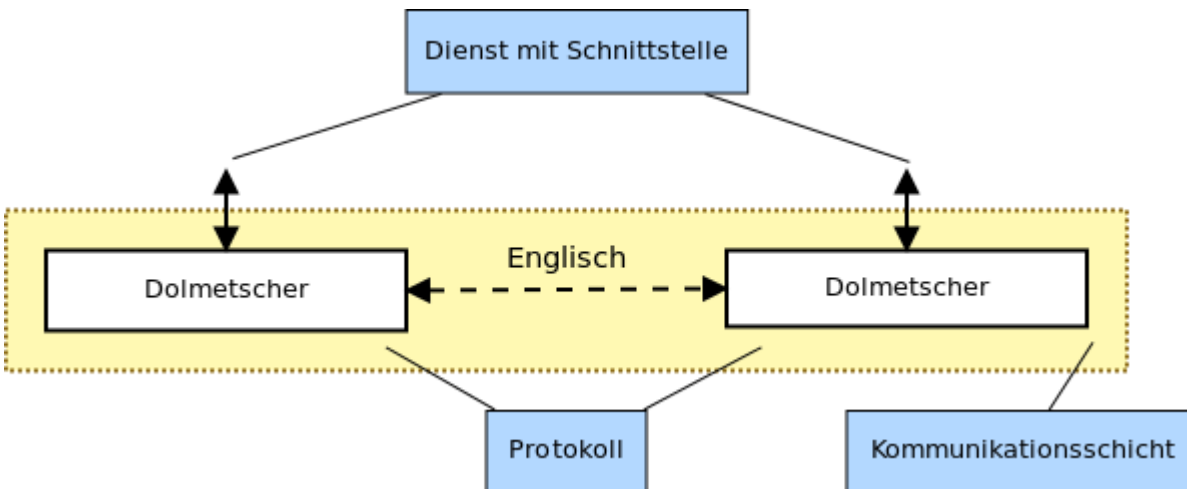 Dienst mit Schnittstelle
Englisch
Dolmetscher
Dolmetscher
Protokoll
Kommunikationsschicht